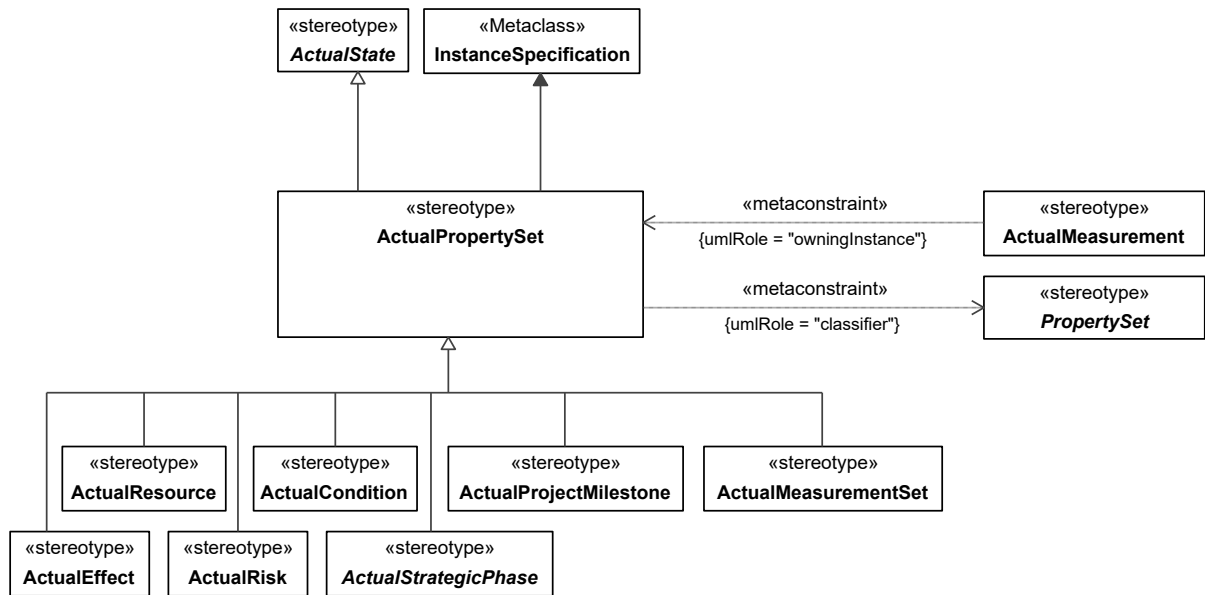 «stereotype»
ActualState
«Metaclass»
InstanceSpecification
«stereotype»
ActualPropertySet
«metaconstraint»
{umlRole = "owningInstance"}
«stereotype»
ActualMeasurement
«metaconstraint»
{umlRole = "classifier"}
«stereotype»
PropertySet
«stereotype»
ActualResource
«stereotype»
ActualCondition
«stereotype»
ActualProjectMilestone
«stereotype»
ActualMeasurementSet
«stereotype»
ActualEffect
«stereotype»
ActualRisk
«stereotype»
ActualStrategicPhase